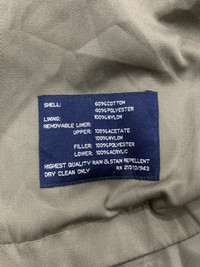 SHELL: 60%COTTON
40%POLYESTER
LINING: 100%NYLON
REMOVABLE LINER:
UPPER: 100%ACETATE
100%NYLON
FILLER: 100%POLYESTER
LOWER: 100%ACRYLIC
HIGHEST QUALITY RAIN & STAIN REPELLENT
DRY CLEAN ONLY